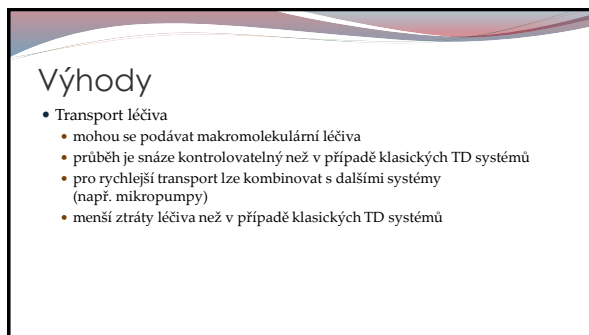 Výhody
• Transport léčiva
• mohou se podávat makromolekulární léčiva
• průběh je snáze kontrolovatelný než v případě klasických TD systémů
• pro rychlejší transport lze kombinovat s dalšími systémy
(např. mikropumpy)
• menší ztráty léčiva než v případě klasických TD systémů